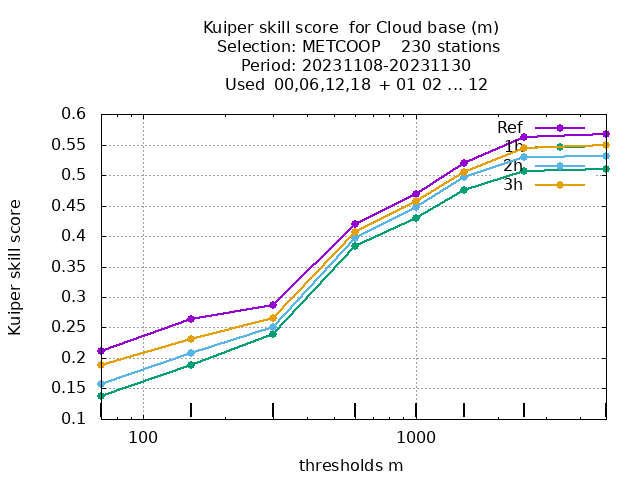 Kuiper skill score  for Cloud base (m)
Selection: METCOOP    230 stations
Period: 20231108-20231130
Used  00,06,12,18  + 01 02 ... 12
Kuiper skill score
0.6
0.55
0.5
0.45
0.4
0.35
0.3
0.25
0.2
0.15
0.1
Ref
1h
2h
3h
100
1000
thresholds m